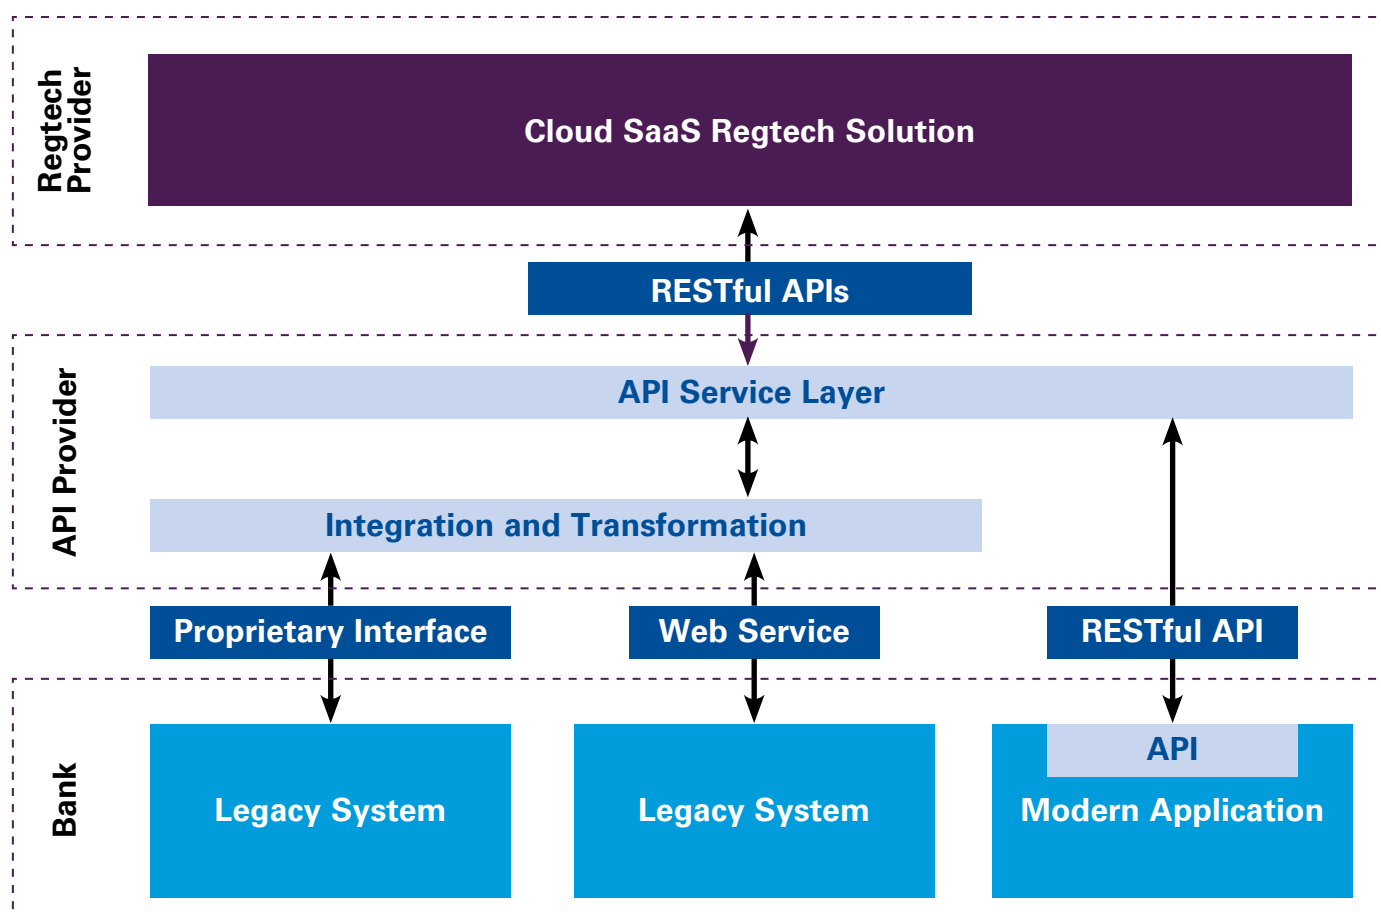 Regtech
Provider
Cloud SaaS Regtech Solution
RESTful APIs
API Provider
API Service Layer
Integration and Transformation
Proprietary Interface
Web Service
RESTful API
Bank
Legacy System
Legacy System
API
Modern Application